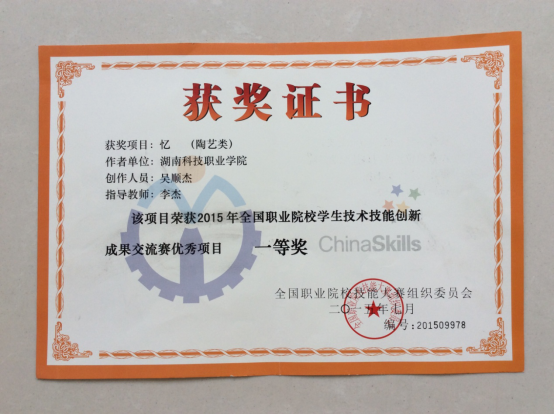 获奖证书
获奖项目：忆 （陶艺类）
作者单位：湖南科技职业学院
创作人员：吴顺杰
指导教师：李杰
该项目荣获2015年全国职业院校学生技术技能创新
成果交流赛优秀项目 一等奖
ChinaSkills
全国职业院校技能大赛组织委员会
二〇一五年七月
编号:201509978